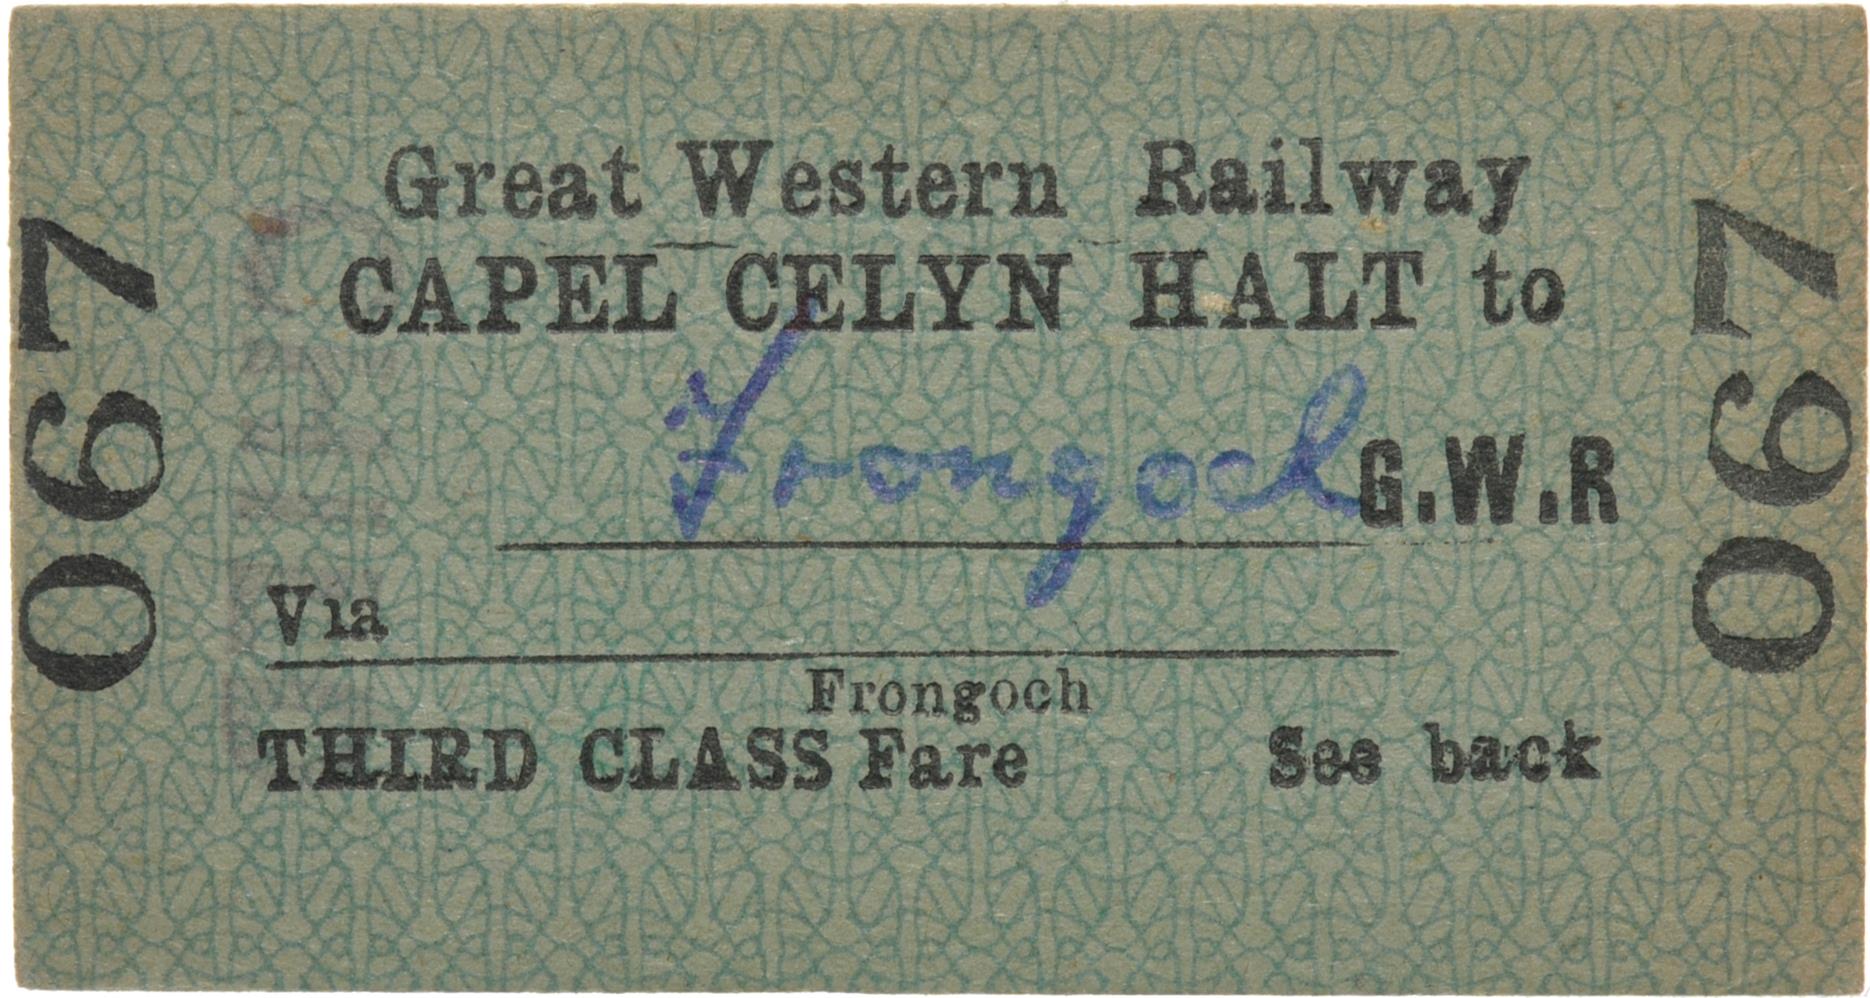 Great Western Railway
CAPEL CELYN HALT to
Frongoch G.W.R
Via
Frongoch
THIRD CLASS Fare See back
067
067